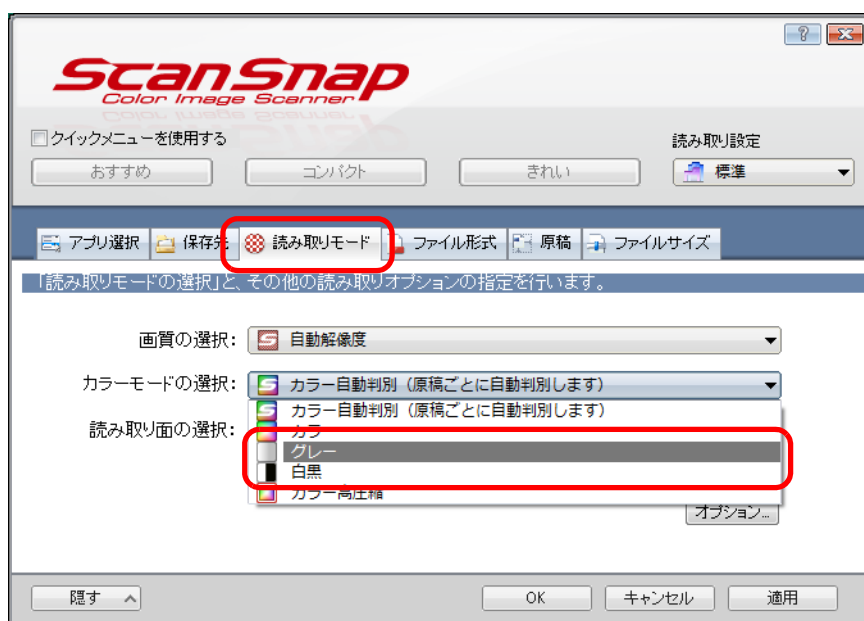 ScanSnap
Color Image Scanner
クイックメニューを使用する
読み取り設定
おすすめ
コンパクト
きれい
標準
アプリ選択
保存先
読み取りモード
ファイル形式
原稿
ファイルサイズ
「読み取りモードの選択」と、その他の読み取りオプションの指定を行います。
画質の選択:
自動解像度
カラーモードの選択:
カラー自動判別（原稿ごとに自動判別します）
カラー自動判別（原稿ごとに自動判別します）
読み取り面の選択:
カラー
グレー
白黒
カラー高圧縮
オプション...
隠す
OK
キャンセル
適用